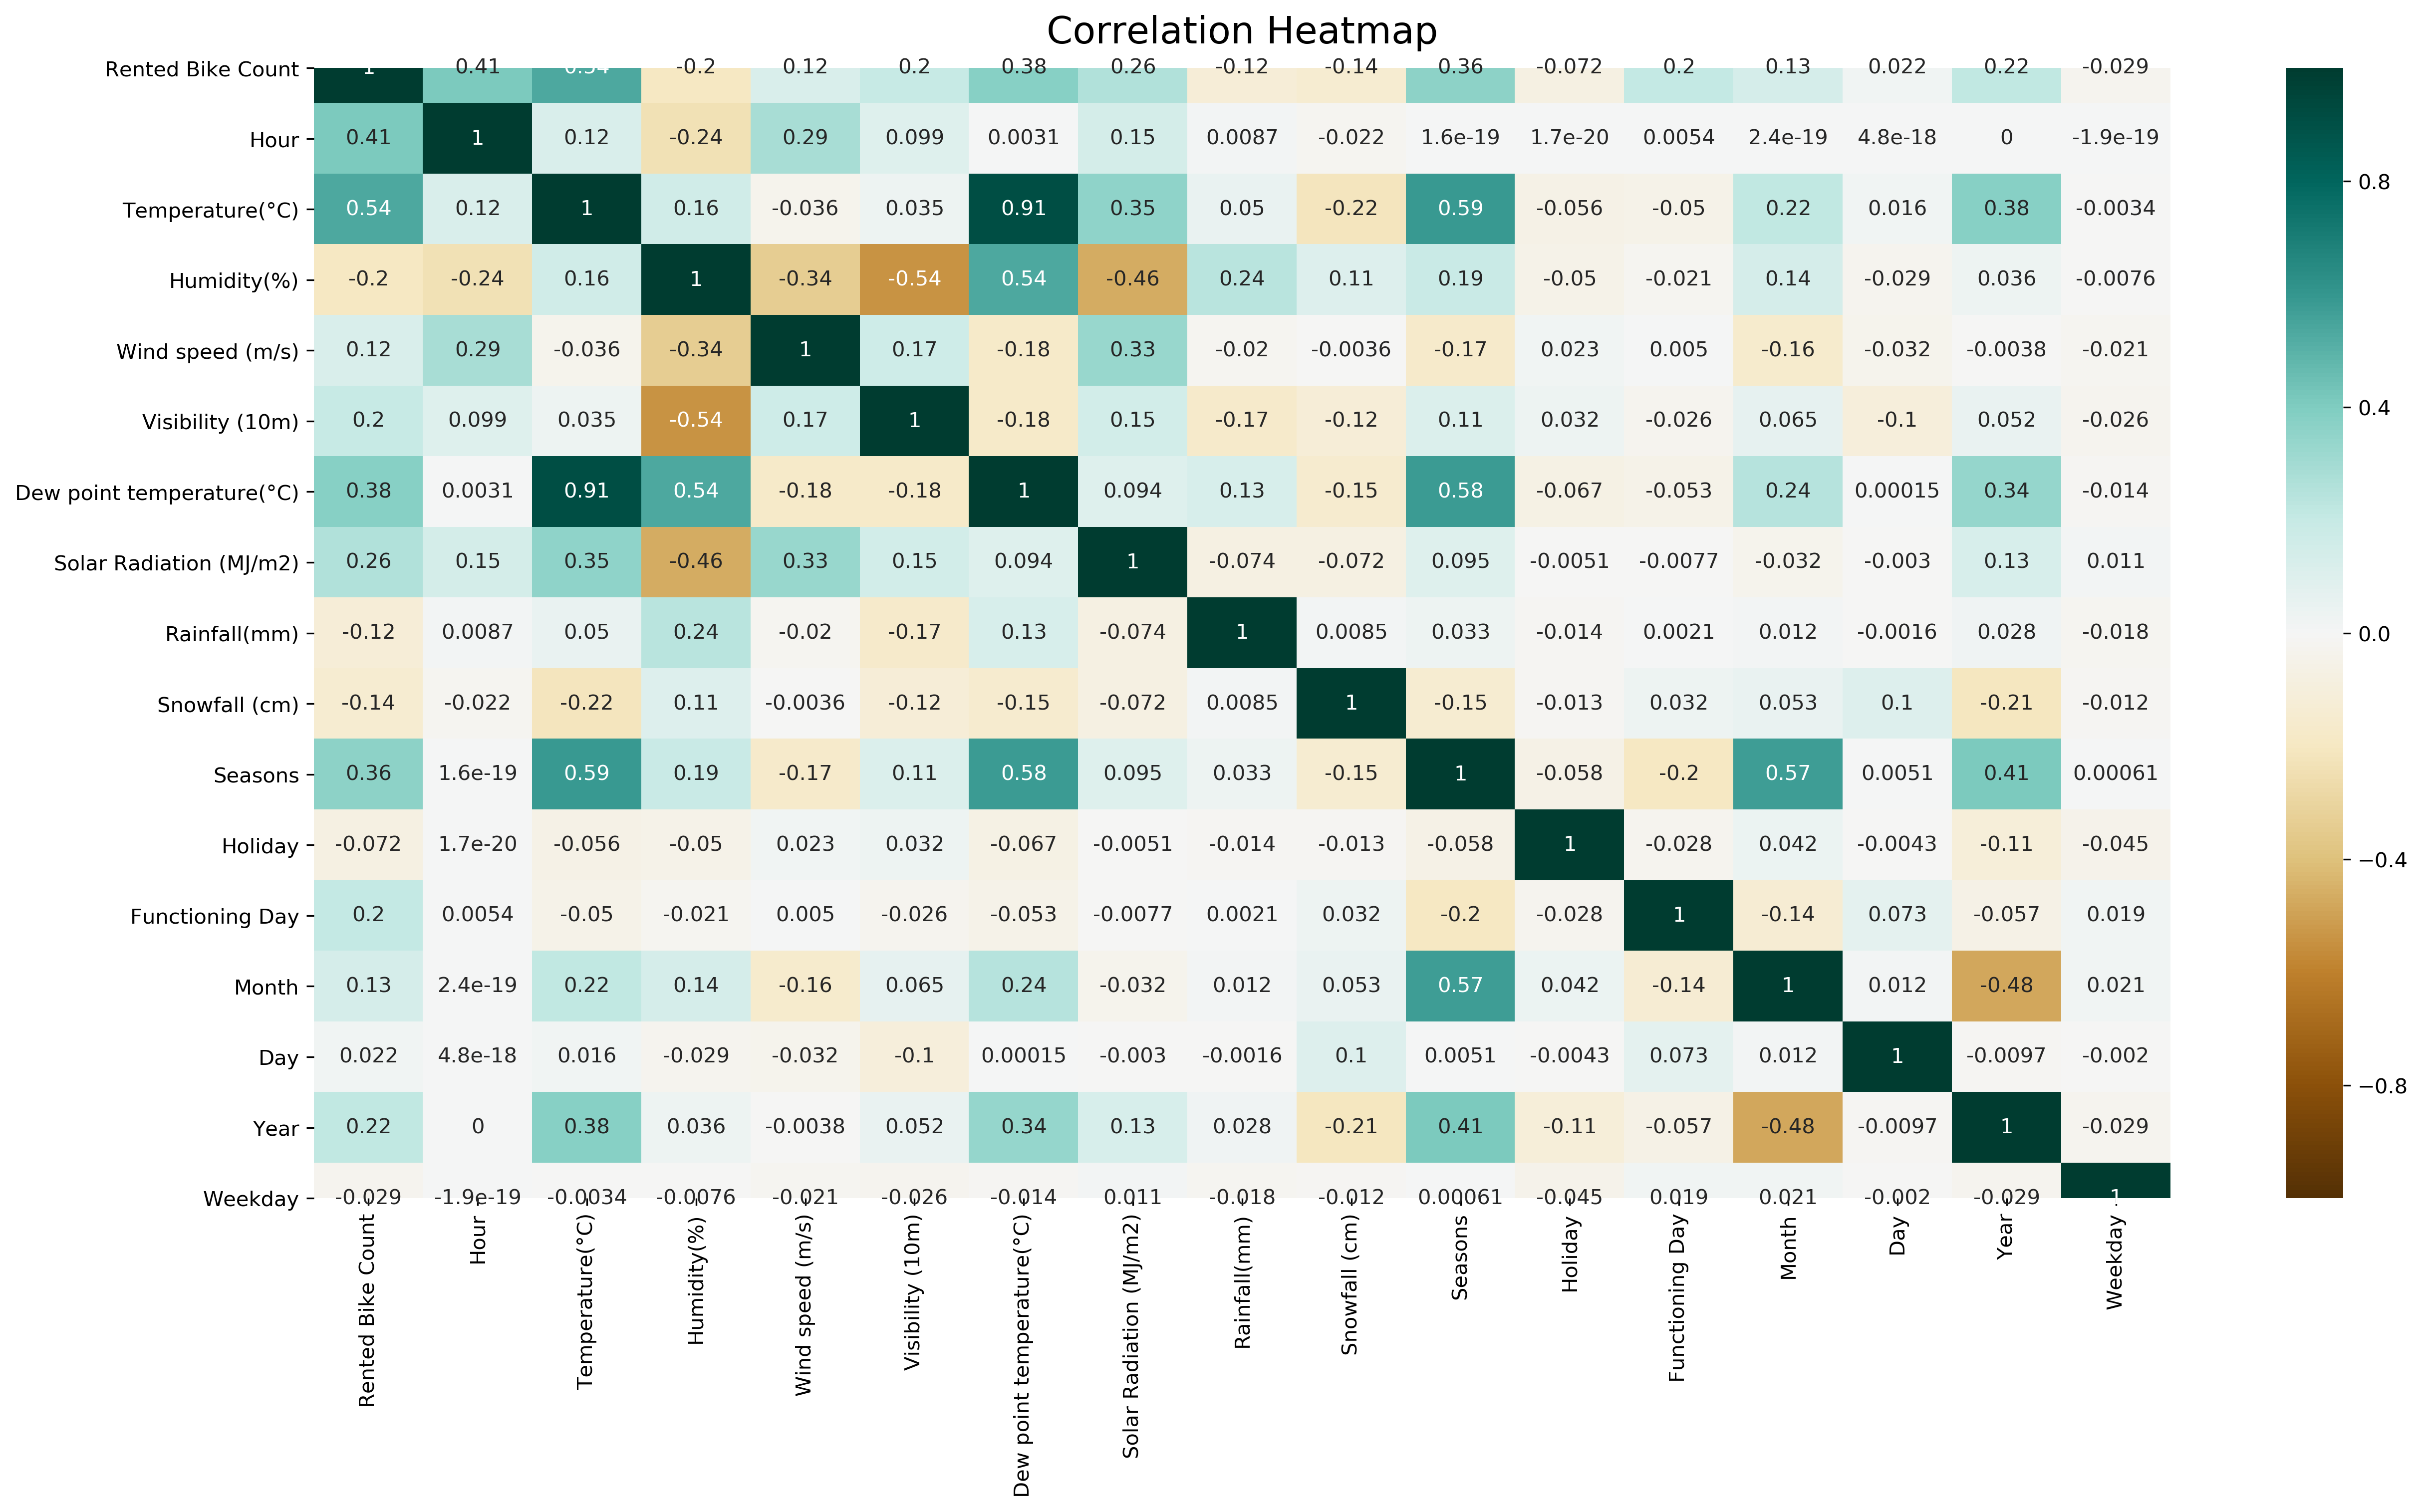 Correlation Heatmap
Rented Bike Count 1 0.41 0.54 -0.2 0.12 0.2 0.38 0.26 -0.12 -0.14 0.36 -0.072 0.2 0.13 0.022 0.22 -0.029
Hour 0.41 1 0.12 -0.24 0.29 0.099 0.0031 0.15 0.0087 -0.022 1.6e-19 1.7e-20 0.0054 2.4e-19 4.8e-18 0 -1.9e-19
Temperature(°C) 0.54 0.12 1 0.16 -0.036 0.035 0.91 0.35 0.05 -0.22 0.59 -0.056 -0.05 0.22 0.016 0.38 -0.0034
Humidity(%) -0.2 -0.24 0.16 1 -0.34 -0.54 0.54 -0.46 0.24 0.11 0.19 -0.05 -0.021 0.14 -0.029 0.036 -0.0076
Wind speed (m/s) 0.12 0.29 -0.036 -0.34 1 0.17 -0.18 0.33 -0.02 -0.0036 -0.17 0.023 0.005 -0.16 -0.032 -0.0038 -0.021
Visibility (10m) 0.2 0.099 0.035 -0.54 0.17 1 -0.18 0.15 -0.17 -0.12 0.11 0.032 -0.026 0.065 -0.1 0.052 -0.026
Dew point temperature(°C) 0.38 0.0031 0.91 0.54 -0.18 -0.18 1 0.094 0.13 -0.15 0.58 -0.067 -0.053 0.24 0.00015 0.34 -0.014
Solar Radiation (MJ/m2) 0.26 0.15 0.35 -0.46 0.33 0.15 0.094 1 -0.074 -0.072 0.095 -0.0051 -0.0077 -0.032 -0.003 0.13 0.011
Rainfall(mm) -0.12 0.0087 0.05 0.24 -0.02 -0.17 0.13 -0.074 1 0.0085 0.033 -0.014 0.0021 0.012 -0.0016 0.028 -0.018
Snowfall (cm) -0.14 -0.022 -0.22 0.11 -0.0036 -0.12 -0.15 -0.072 0.0085 1 -0.15 -0.013 0.032 0.053 0.1 -0.21 -0.012
Seasons 0.36 1.6e-19 0.59 0.19 -0.17 0.11 0.58 0.095 0.033 -0.15 1 -0.058 -0.2 0.57 0.0051 0.41 0.00061
Holiday -0.072 1.7e-20 -0.056 -0.05 0.023 0.032 -0.067 -0.0051 -0.014 -0.013 -0.058 1 -0.028 0.042 -0.0043 -0.11 -0.045
Functioning Day 0.2 0.0054 -0.05 -0.021 0.005 -0.026 -0.053 -0.0077 0.0021 0.032 -0.2 -0.028 1 -0.14 0.073 -0.057 0.019
Month 0.13 2.4e-19 0.22 0.14 -0.16 0.065 0.24 -0.032 0.012 0.053 0.57 0.042 -0.14 1 0.012 -0.48 0.021
Day 0.022 4.8e-18 0.016 -0.029 -0.032 -0.1 0.00015 -0.003 -0.0016 0.1 0.0051 -0.0043 0.073 0.012 1 -0.0097 -0.002
Year 0.22 0 0.38 0.036 -0.0038 0.052 0.34 0.13 0.028 -0.21 0.41 -0.11 -0.057 -0.48 -0.0097 1 -0.029
Weekday -0.029 -1.9e-19 -0.0034 -0.0076 -0.021 -0.026 -0.014 0.011 -0.018 -0.012 0.00061 -0.045 0.019 0.021 -0.002 -0.029 1
Rented Bike Count
Hour
Temperature(°C)
Humidity(%)
Wind speed (m/s)
Visibility (10m)
Dew point temperature(°C)
Solar Radiation (MJ/m2)
Rainfall(mm)
Snowfall (cm)
Seasons
Holiday
Functioning Day
Month
Day
Year
Weekday
0.8
0.4
0.0
−0.4
−0.8